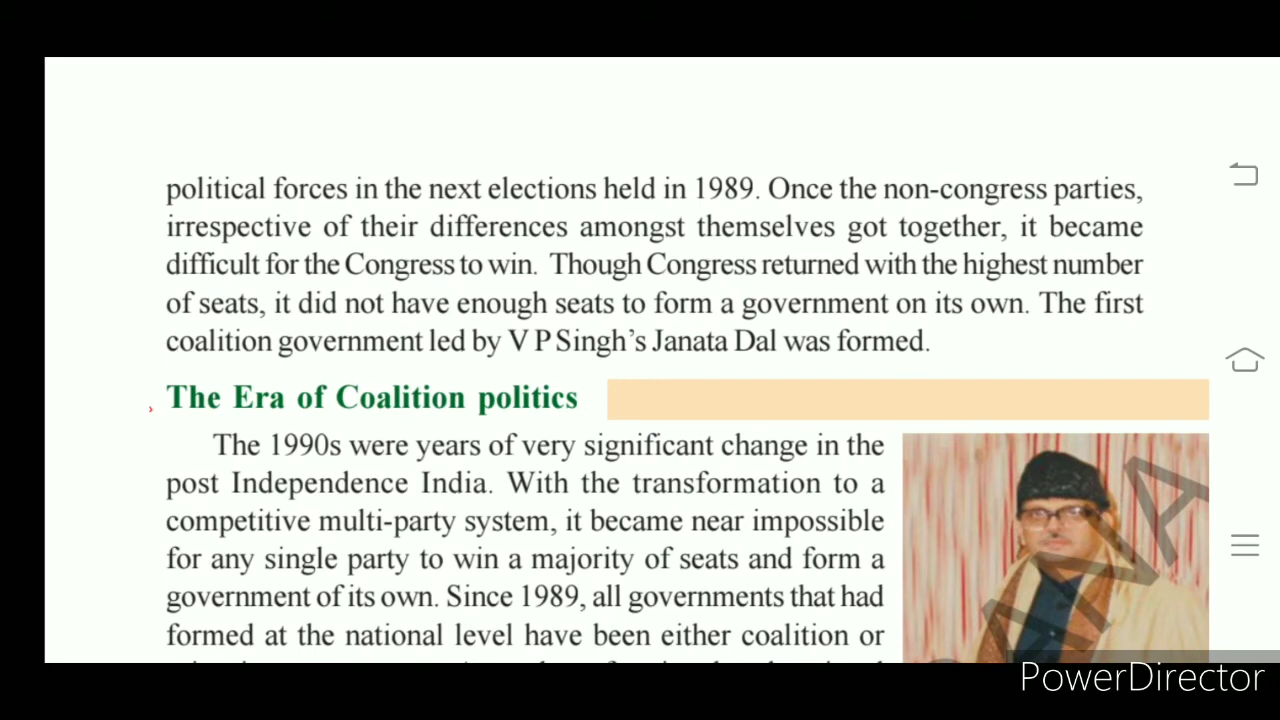 political forces in the next elections held in 1989. Once the non-congress parties,
irrespective of their differences amongst themselves got together, it became
difficult for the Congress to win. Though Congress returned with the highest number
of seats, it did not have enough seats to form a government on its own. The first
coalition government led by V P Singh's Janata Dal was formed.
The Era of Coalition politics
The 1990s were years of very significant change in the
post Independence India. With the transformation to a
competitive multi-party system, it became near impossible
for any single party to win a majority of seats and form a
government of its own. Since 1989, all governments that had
formed at the national level have been either coalition or
PowerDirector